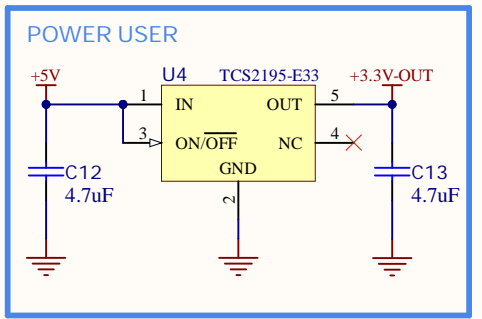 POWER USER
+5V U4 TCS2195-E33 +3.3V-OUT
1 IN OUT 5
3 ON/OFF NC 4
GND
C12 C13
4.7uF 4.7uF
2